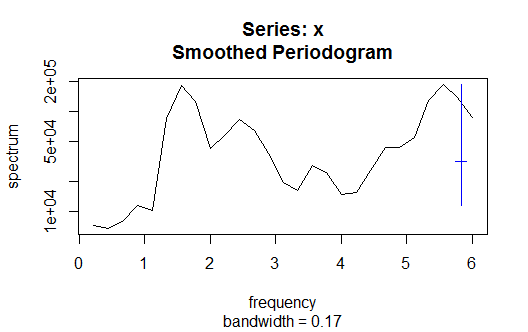 Series: x
Smoothed Periodogram
spectrum
2e+05
5e+04
1e+04
0 1 2 3 4 5 6
frequency
bandwidth = 0.17